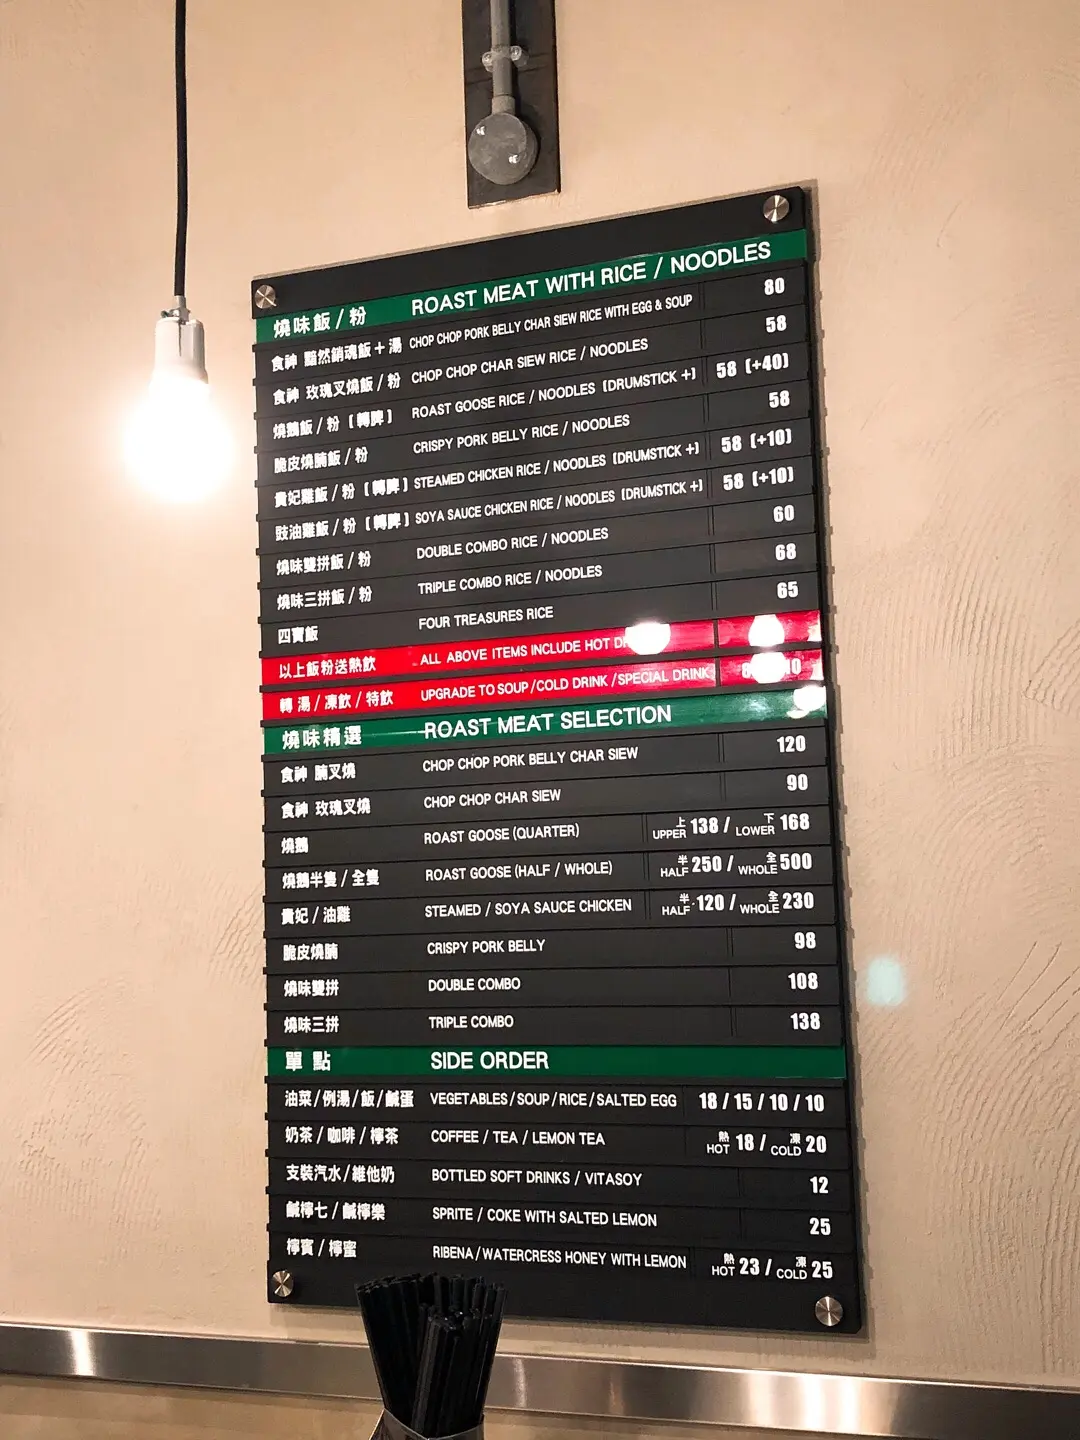 燒味飯 / 粉 ROAST MEAT WITH RICE / NOODLES
食神 黯然銷魂飯 + 湯 CHOP CHOP PORK BELLY CHAR SIEW RICE WITH EGG & SOUP 80
食神 玫瑰叉燒飯 / 粉 CHOP CHOP CHAR SIEW RICE / NOODLES 58
燒鵝飯 / 粉 [ 轉髀 ] ROAST GOOSE RICE / NOODLES [DRUMSTICK +] 58 [+40]
脆皮燒腩飯 / 粉 CRISPY PORK BELLY RICE / NOODLES 58
貴妃雞飯 / 粉 [ 轉髀 ] STEAMED CHICKEN RICE / NOODLES [DRUMSTICK +] 58 [+10]
豉油雞飯 / 粉 [ 轉髀 ] SOYA SAUCE CHICKEN RICE / NOODLES [DRUMSTICK +] 58 [+10]
燒味雙拼飯 / 粉 DOUBLE COMBO RICE / NOODLES 60
燒味三拼飯 / 粉 TRIPLE COMBO RICE / NOODLES 68
四寶飯 FOUR TREASURES RICE 65
以上飯粉送熱飲 ALL ABOVE ITEMS INCLUDE HOT
轉 湯 / 凍飲 / 特飲 UPGRADE TO SOUP / COLD DRINK / SPECIAL DRINK
燒味精選 ROAST MEAT SELECTION
食神 腩叉燒 CHOP CHOP PORK BELLY CHAR SIEW 120
食神 玫瑰叉燒 CHOP CHOP CHAR SIEW 90
燒鵝 ROAST GOOSE (QUARTER) 上 UPPER 138 / 下 LOWER 168
燒鵝半隻 / 全隻 ROAST GOOSE (HALF / WHOLE) 半 HALF 250 / 全 WHOLE 500
貴妃 / 油雞 STEAMED / SOYA SAUCE CHICKEN 半 HALF 120 / 全 WHOLE 230
脆皮燒腩 CRISPY PORK BELLY 98
燒味雙拼 DOUBLE COMBO 108
燒味三拼 TRIPLE COMBO 138
單 點 SIDE ORDER
油菜 / 例湯 / 飯 / 鹹蛋 VEGETABLES / SOUP / RICE / SALTED EGG 18 / 15 / 10 / 10
奶茶 / 咖啡 / 檸茶 COFFEE / TEA / LEMON TEA 熱 HOT 18 / 凍 COLD 20
支裝汽水 / 維他奶 BOTTLED SOFT DRINKS / VITASOY 12
鹹檸七 / 鹹檸樂 SPRITE / COKE WITH SALTED LEMON 25
檸賓 / 檸蜜 RIBENA / WATERCRESS HONEY WITH LEMON 熱 HOT 23 / 凍 COLD 25